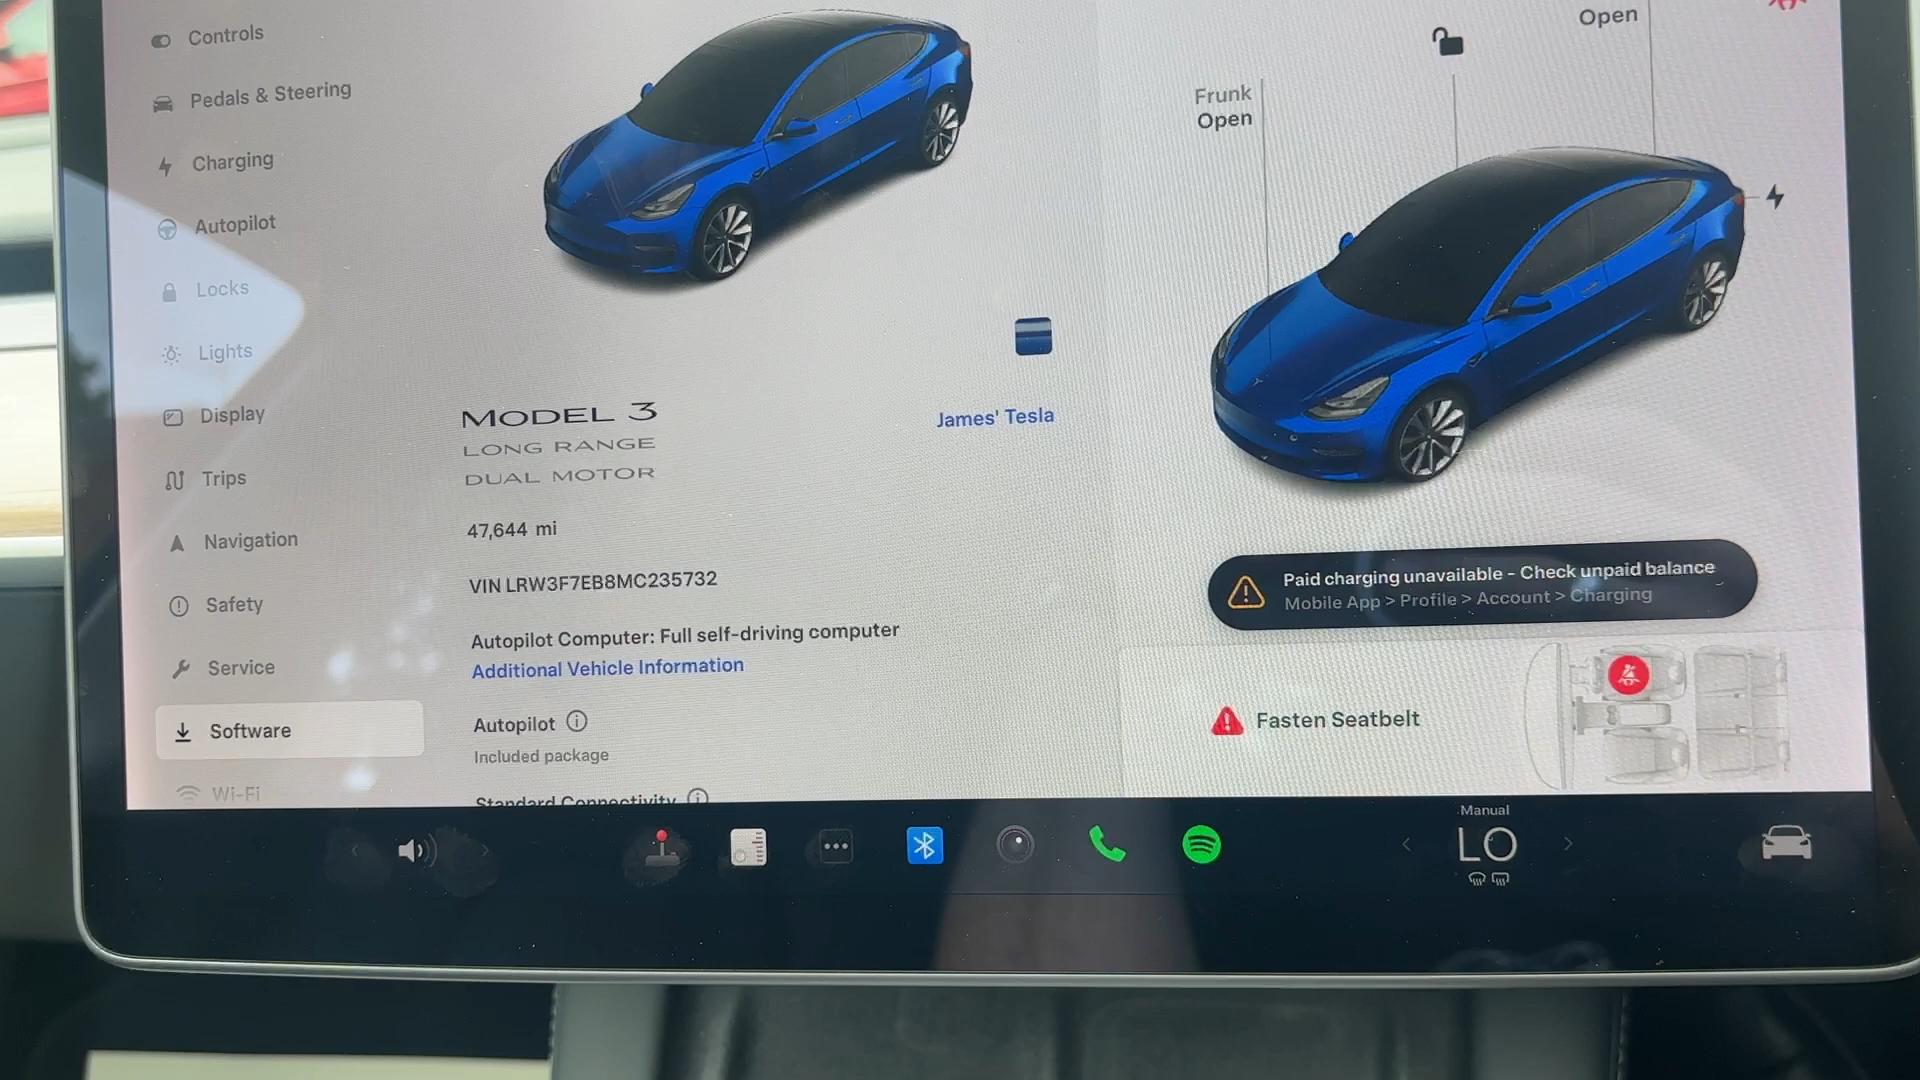 Controls
Pedals & Steering
Charging
Autopilot
Locks
Lights
Display
Trips
Navigation
Safety
Service
Software
Wi-Fi
MODEL 3
LONG RANGE
DUAL MOTOR
James' Tesla
47,644 mi
VIN LRW3F7EB8MC235732
Autopilot Computer: Full self-driving computer
Additional Vehicle Information
Autopilot
Included package
Standard Connectivity
Open
Frunk
Open
Paid charging unavailable - Check unpaid balance
Mobile App > Profile > Account > Charging
Fasten Seatbelt
Manual
LO